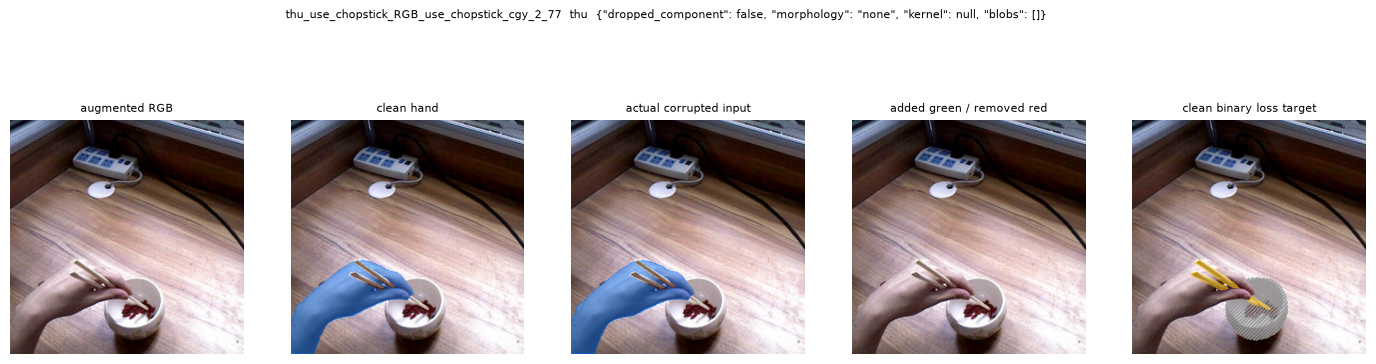 thu_use_chopstick_RGB_use_chopstick_cgy_2_77  thu  {"dropped_component": false, "morphology": "none", "kernel": null, "blobs": []}
augmented RGB
clean hand
actual corrupted input
added green / removed red
clean binary loss target